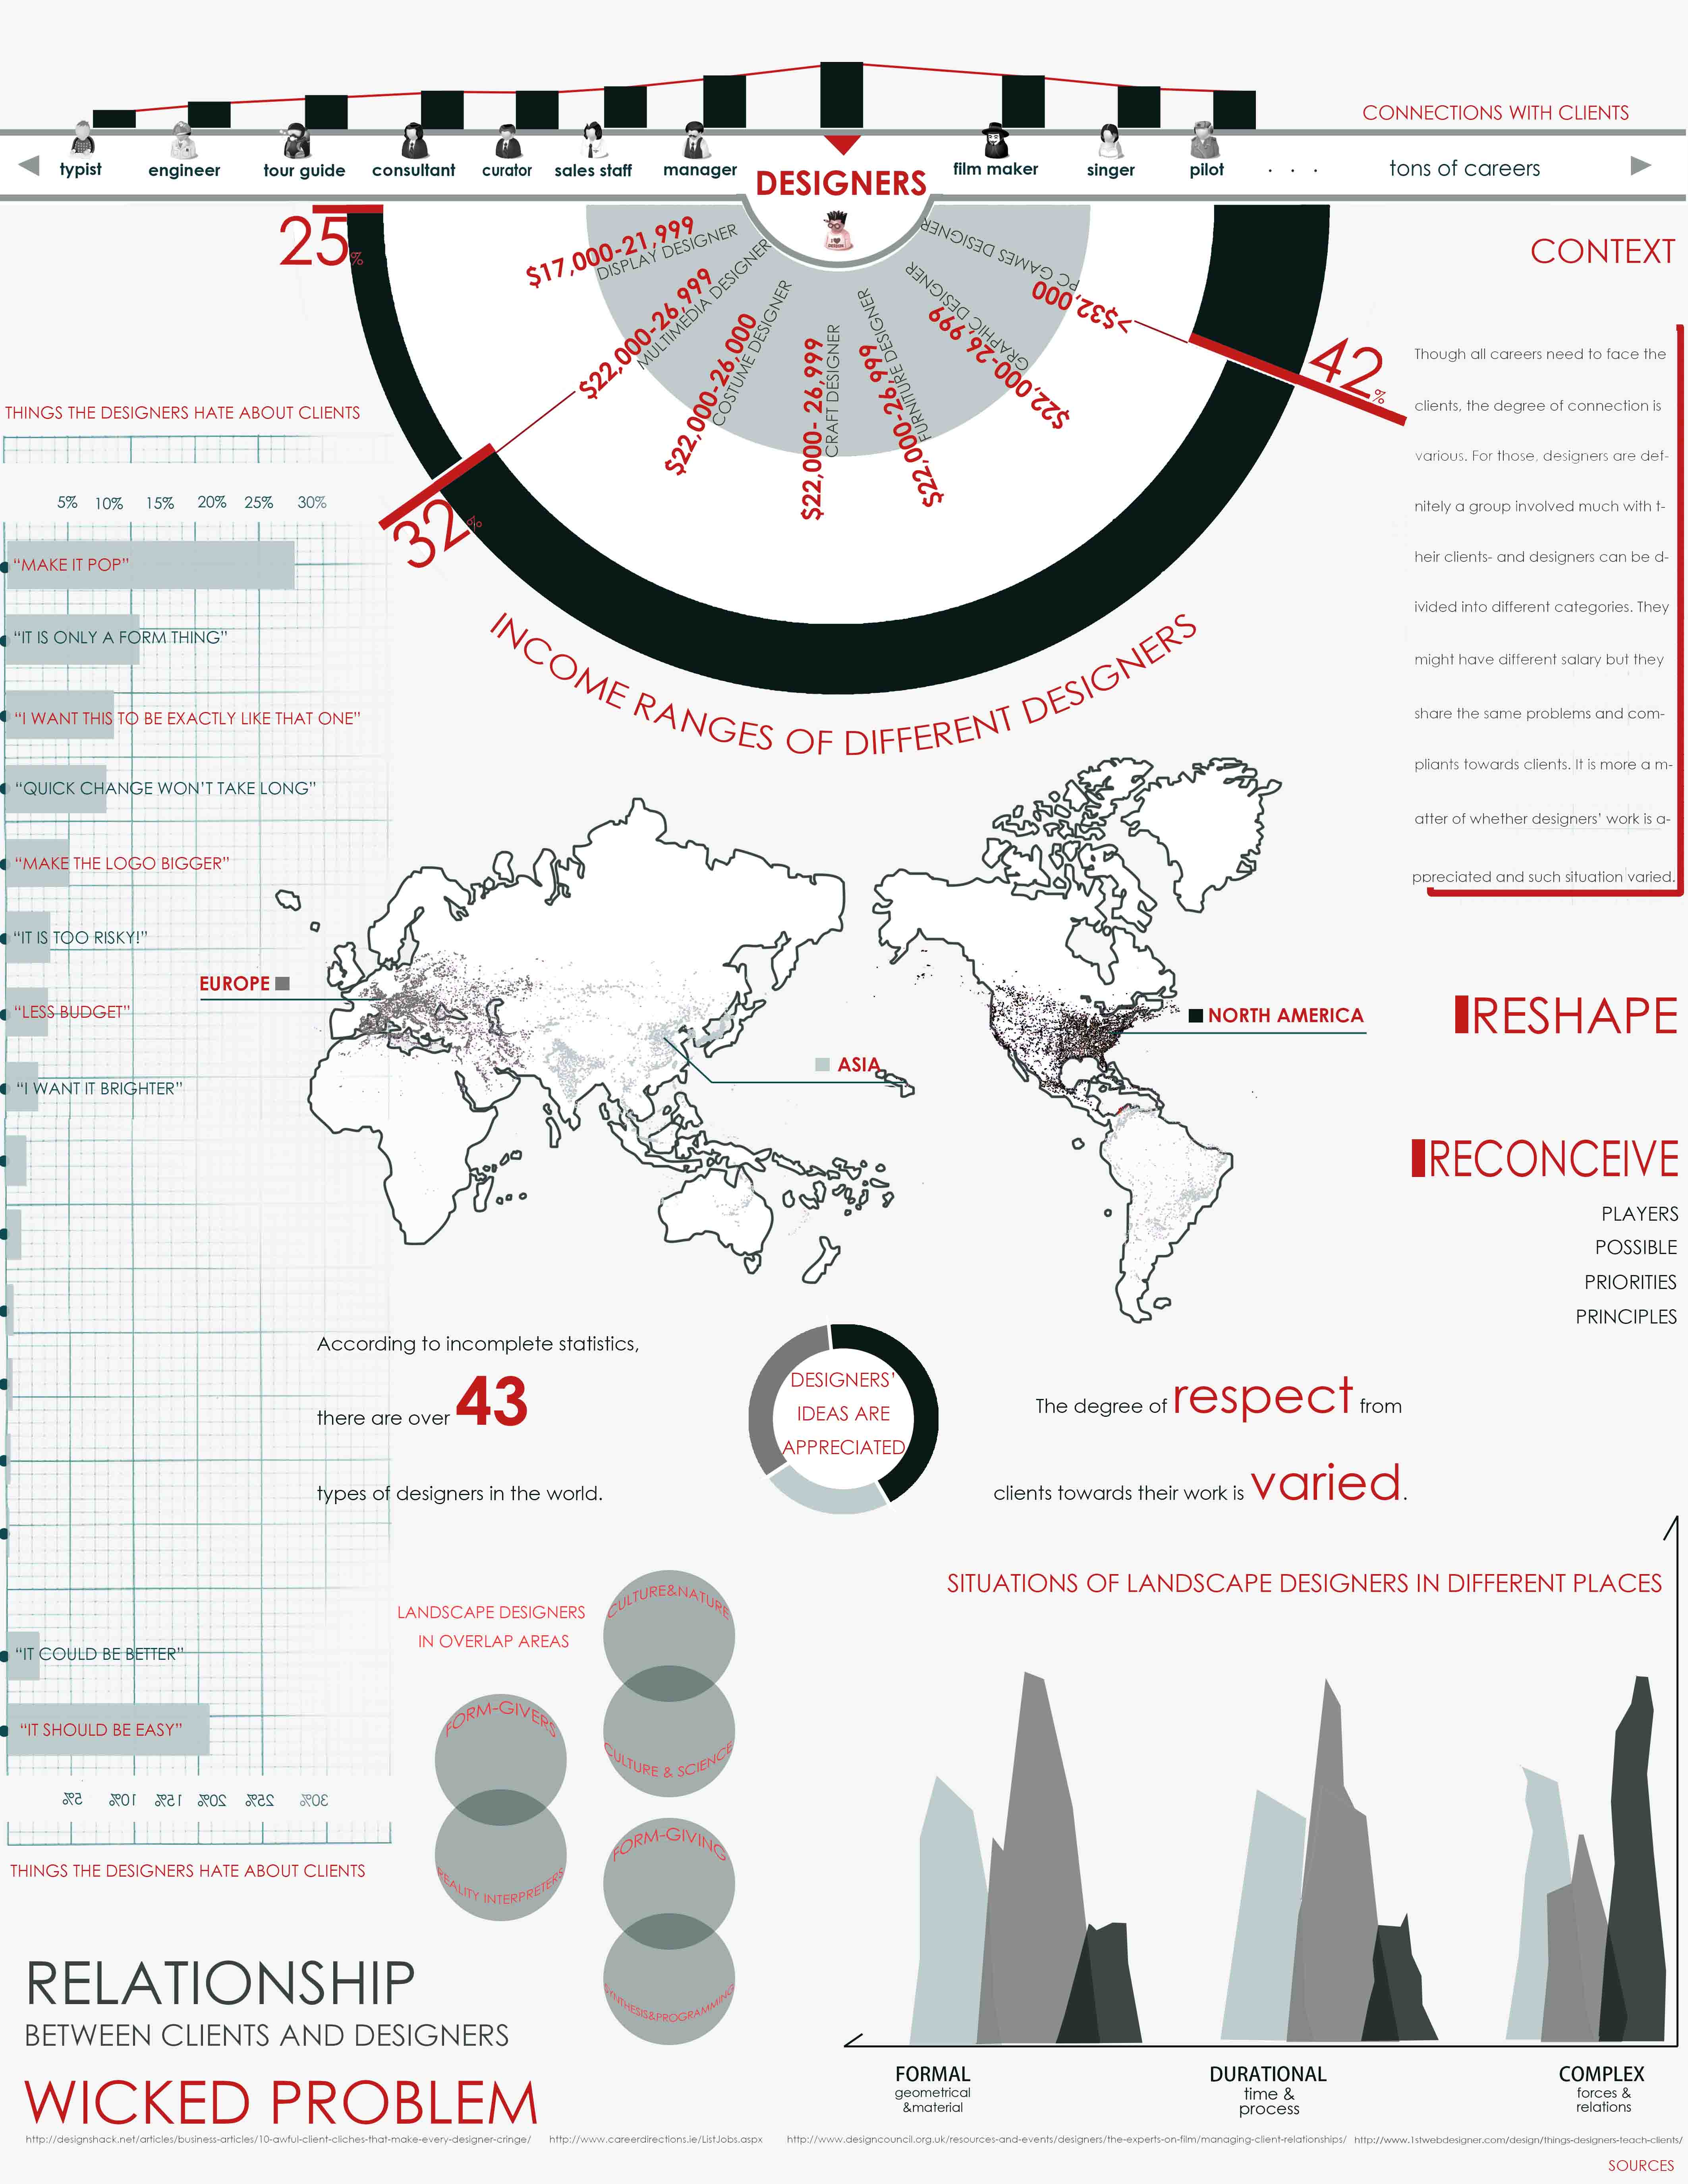 CONNECTIONS WITH CLIENTS
typist
engineer
tour guide
consultant
curator
sales staff
manager
DESIGNERS
film maker
singer
pilot
. . .
tons of careers
25%
$17,000-21,999
DISPLAY DESIGNER
$22,000-26,999
MULTIMEDIA DESIGNER
$22,000-26,000
COSTUME DESIGNER
$22,000- 26,999
CRAFT DESIGNER
$22,000-26,999
FURNITURE DESIGNER
$22,000-26,999
GRAPHIC DESIGNER
>$32,000
PC GAMES DESIGNER
42%
32%
INCOME RANGES OF DIFFERENT DESIGNERS
CONTEXT
Though all careers need to face the
clients, the degree of connection is
various. For those, designers are def-
nitely a group involved much with t-
heir clients- and designers can be d-
ivided into different categories. They
might have different salary but they
share the same problems and com-
pliants towards clients. It is more a m-
atter of whether designers' work is a-
ppreciated and such situation varied.
THINGS THE DESIGNERS HATE ABOUT CLIENTS
5% 10% 15% 20% 25% 30%
"MAKE IT POP"
"IT IS ONLY A FORM THING"
"I WANT THIS TO BE EXACTLY LIKE THAT ONE"
"QUICK CHANGE WON'T TAKE LONG"
"MAKE THE LOGO BIGGER"
"IT IS TOO RISKY!"
"LESS BUDGET"
"I WANT IT BRIGHTER"
"IT COULD BE BETTER"
"IT SHOULD BE EASY"
5% 10% 15% 20% 25% 30%
THINGS THE DESIGNERS HATE ABOUT CLIENTS
EUROPE
ASIA
NORTH AMERICA
RESHAPE
RECONCEIVE
PLAYERS
POSSIBLE
PRIORITIES
PRINCIPLES
According to incomplete statistics,
there are over 43
types of designers in the world.
DESIGNERS'
IDEAS ARE
APPRECIATED
The degree of respect from
clients towards their work is varied.
LANDSCAPE DESIGNERS
IN OVERLAP AREAS
CULTURE&NATURE
CULTURE & SCIENCE
FORM-GIVERS
REALITY INTERPRETERS
FORM-GIVING
SYNTHESIS&PROGRAMMING
SITUATIONS OF LANDSCAPE DESIGNERS IN DIFFERENT PLACES
FORMAL
geometrical
&material
DURATIONAL
time &
process
COMPLEX
forces &
relations
RELATIONSHIP
BETWEEN CLIENTS AND DESIGNERS
WICKED PROBLEM
http://designshack.net/articles/business-articles/10-awful-client-cliches-that-make-every-designer-cringe/
http://www.careerdirections.ie/ListJobs.aspx
http://www.designcouncil.org.uk/resources-and-events/designers/the-experts-on-film/managing-client-relationships/
http://www.1stwebdesigner.com/design/things-designers-teach-clients/
SOURCES